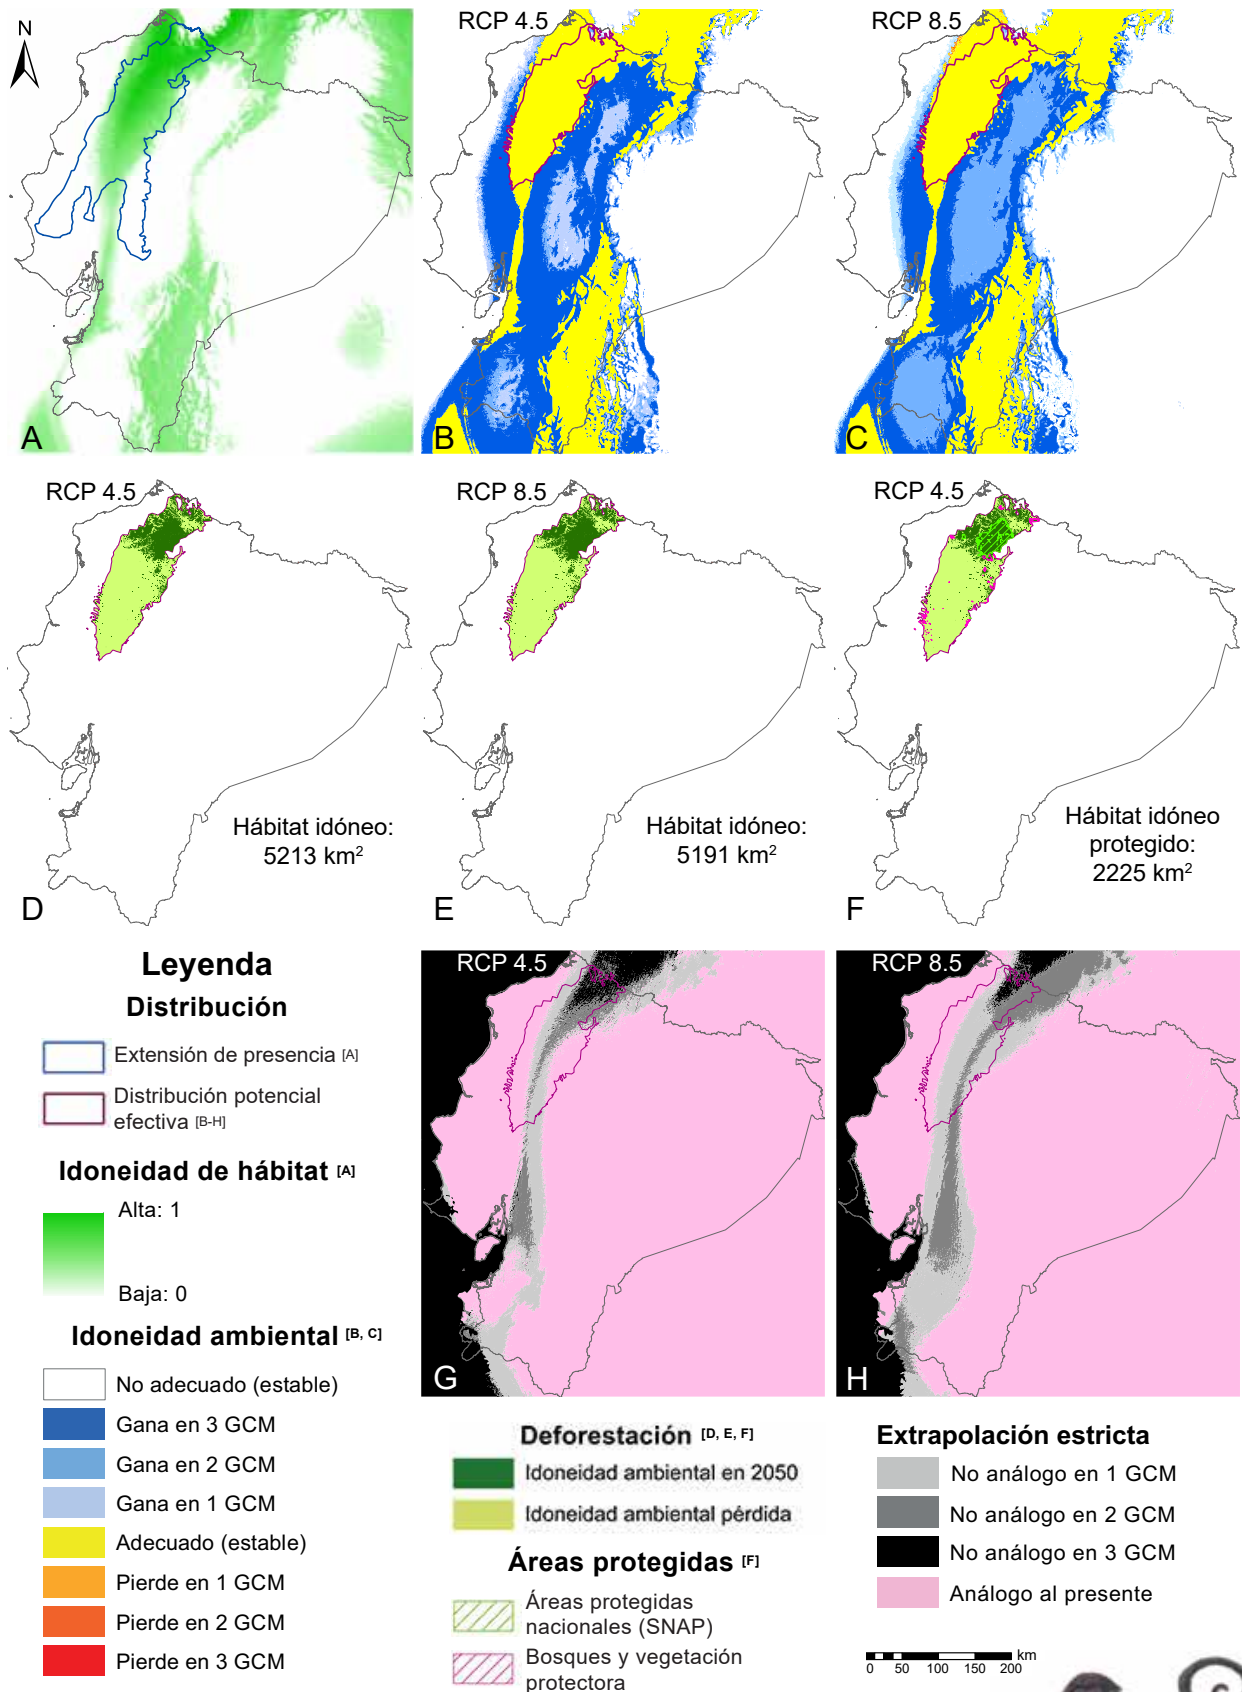 N
RCP 4.5
RCP 8.5
A
B
C
RCP 4.5
RCP 8.5
RCP 4.5
Hábitat idóneo:
5213 km²
Hábitat idóneo:
5191 km²
Hábitat idóneo
protegido:
2225 km²
D
E
F
Leyenda
Distribución
Extensión de presencia [A]
Distribución potencial
efectiva [B-H]
Idoneidad de hábitat [A]
Alta: 1
Baja: 0
Idoneidad ambiental [B, C]
No adecuado (estable)
Gana en 3 GCM
Gana en 2 GCM
Gana en 1 GCM
Adecuado (estable)
Pierde en 1 GCM
Pierde en 2 GCM
Pierde en 3 GCM
RCP 4.5
RCP 8.5
G
H
Deforestación [D, E, F]
Idoneidad ambiental en 2050
Idoneidad ambiental pérdida
Áreas protegidas [F]
Áreas protegidas
nacionales (SNAP)
Bosques y vegetación
protectora
Extrapolación estricta
No análogo en 1 GCM
No análogo en 2 GCM
No análogo en 3 GCM
Análogo al presente
km
0 50 100 150 200